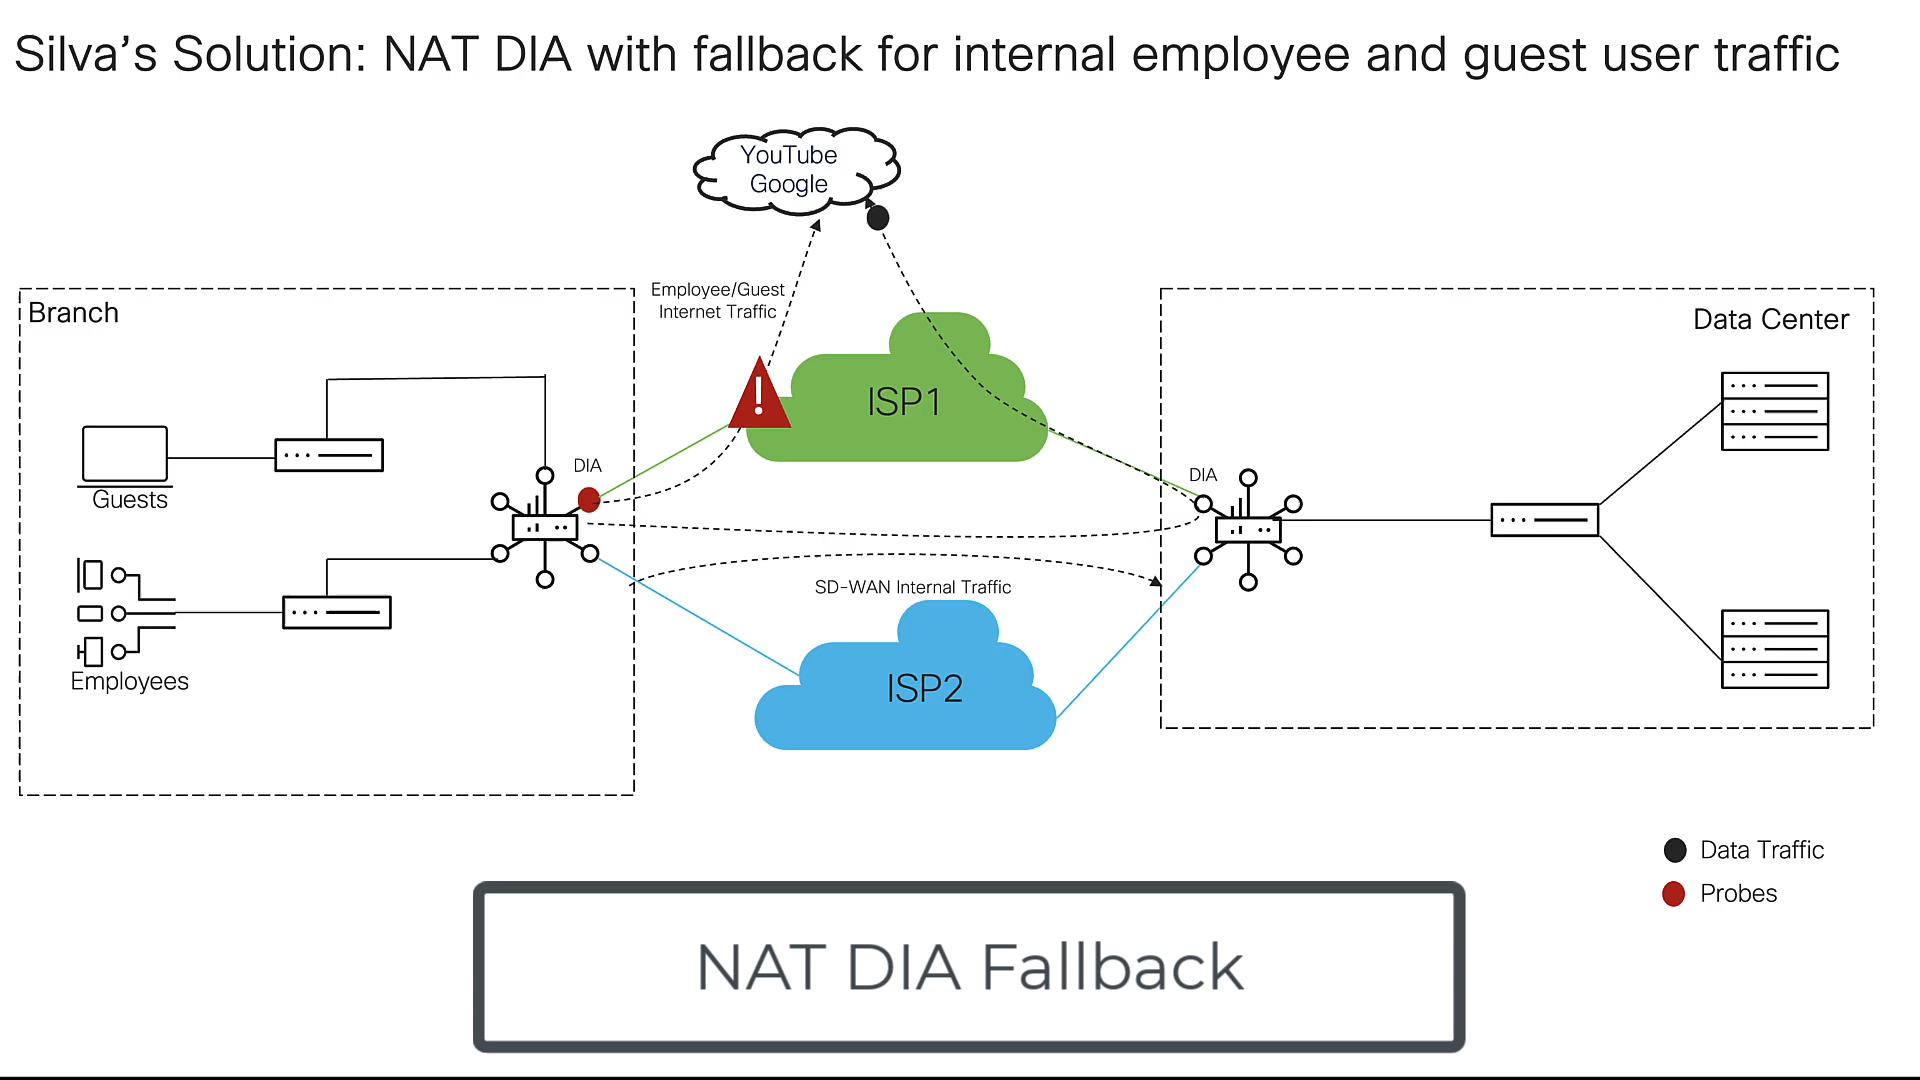 Silva's Solution: NAT DIA with fallback for internal employee and guest user traffic
YouTube
Google
Employee/Guest
Internet Traffic
Branch
Data Center
ISP1
DIA
DIA
Guests
SD-WAN Internal Traffic
Employees
ISP2
Data Traffic
Probes
NAT DIA Fallback